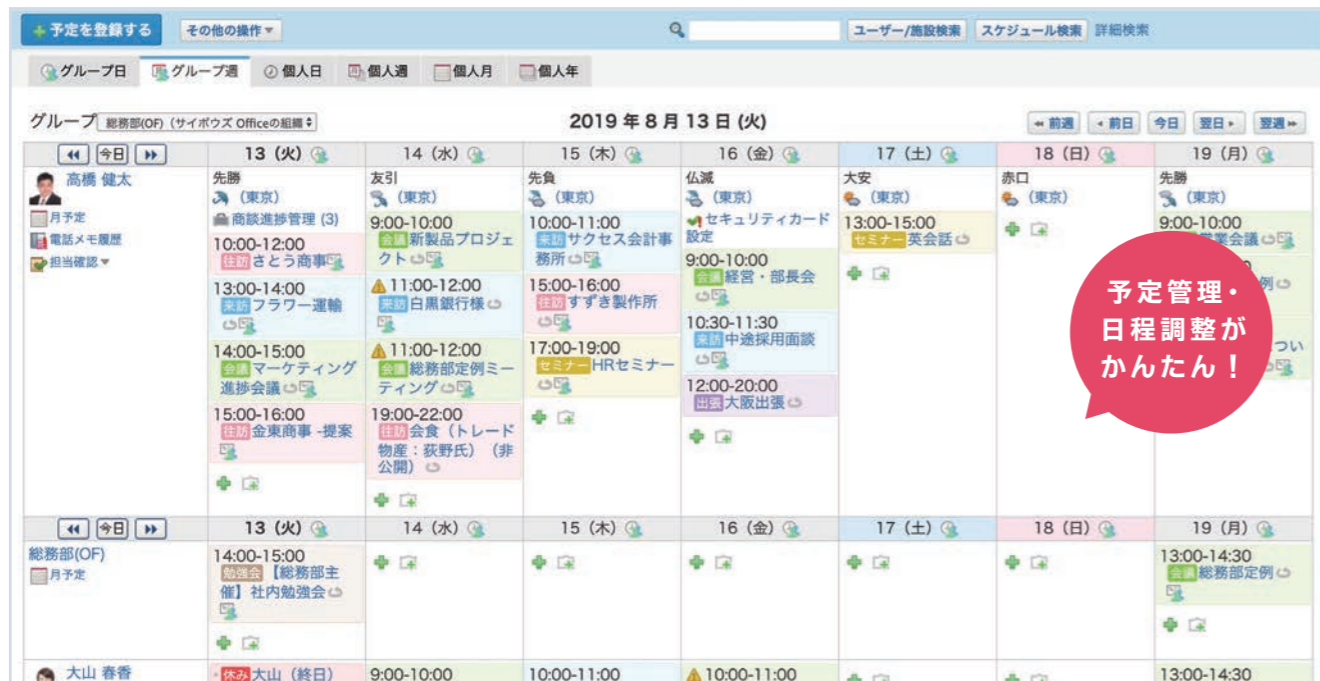 予定を登録する その他の操作 ユーザー/施設検索 スケジュール検索 詳細検索
グループ日 グループ週 個人日 個人週 個人月 個人年
グループ 総務部(OF)（サイボウズ Officeの組織 2019 年 8 月 13 日 (火) 前週 前日 今日 翌日 翌週
今日 13（火） 14（水） 15（木） 16（金） 17（土） 18（日） 19（月）
高橋 健太
月予定
電話メモ履歴
担当確認
先勝
（東京）
商談進捗管理 (3)
10:00-12:00
往訪 さとう商事
13:00-14:00
来訪 フラワー運輸
14:00-15:00
会議 マーケティング
進捗会議
15:00-16:00
往訪 金東商事 -提案
友引
（東京）
9:00-10:00
会議 新製品プロジェ
クト
11:00-12:00
来訪 白黒銀行様
11:00-12:00
会議 総務部定例ミー
ティング
19:00-22:00
往訪 会食（トレード
物産：荻野氏）（非
公開）
先負
（東京）
10:00-11:00
来訪 サクセス会計事
務所
15:00-16:00
往訪 すずき製作所
17:00-19:00
セミナー HRセミナー
仏滅
（東京）
セキュリティカード
設定
9:00-10:00
会議 経営・部長会
10:30-11:30
来訪 中途採用面談
12:00-20:00
出張 大阪出張
大安
（東京）
13:00-15:00
セミナー 英会話
赤口
（東京）
先勝
（東京）
9:00-10:00
営業会議
例
つい
予定管理・
日程調整が
かんたん！
今日 13（火） 14（水） 15（木） 16（金） 17（土） 18（日） 19（月）
総務部(OF)
月予定
14:00-15:00
勉強会 【総務部主
催】社内勉強会
13:00-14:30
会議 総務部定例
大山 春香 休み 大山（終日） 9:00-10:00 10:00-11:00 10:00-11:00 13:00-14:30